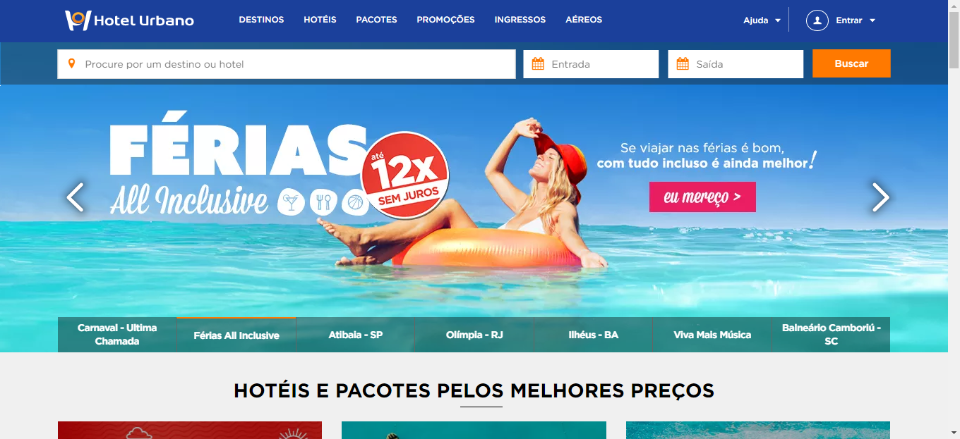 Hotel Urbano
DESTINOS HOTÉIS PACOTES PROMOÇÕES INGRESSOS AÉREOS
Ajuda
Entrar
Procure por um destino ou hotel
Entrada
Saída
Buscar
FÉRIAS
All Inclusive
até
12X
SEM JUROS
Se viajar nas férias é bom,
com tudo incluso é ainda melhor!
eu mereço >
Carnaval - Ultima
Chamada
Férias All Inclusive
Atibaia - SP
Olímpia - RJ
Ilhéus - BA
Viva Mais Música
Balneário Camboriú -
SC
HOTÉIS E PACOTES PELOS MELHORES PREÇOS